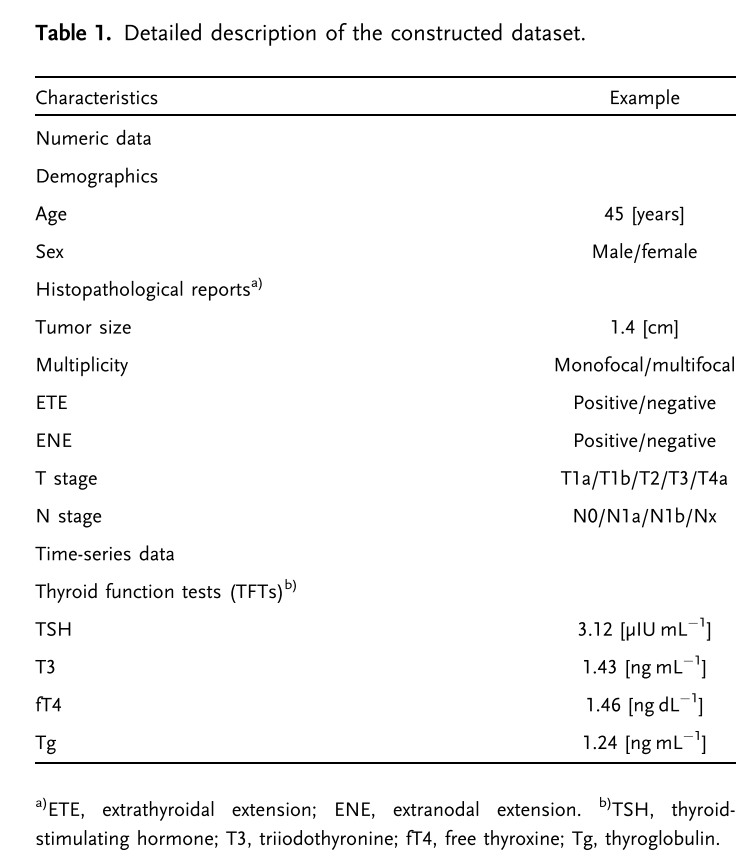 Table 1. Detailed description of the constructed dataset.
Characteristics Example
Numeric data
Demographics
Age 45 [years]
Sex Male/female
Histopathological reportsa)
Tumor size 1.4 [cm]
Multiplicity Monofocal/multifocal
ETE Positive/negative
ENE Positive/negative
T stage T1a/T1b/T2/T3/T4a
N stage N0/N1a/N1b/Nx
Time-series data
Thyroid function tests (TFTs)b)
TSH 3.12 [μIU mL−1]
T3 1.43 [ng mL−1]
fT4 1.46 [ng dL−1]
Tg 1.24 [ng mL−1]
a)ETE, extrathyroidal extension; ENE, extranodal extension. b)TSH, thyroid-
stimulating hormone; T3, triiodothyronine; fT4, free thyroxine; Tg, thyroglobulin.